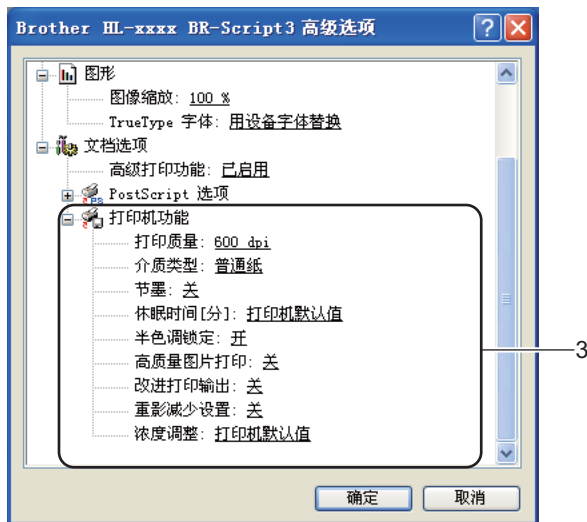 Brother HL-xxxx BR-Script3 高级选项
图形
图像缩放: 100 %
TrueType 字体: 用设备字体替换
文档选项
高级打印功能: 已启用
PostScript 选项
打印机功能
打印质量: 600 dpi
介质类型: 普通纸
节墨: 关
休眠时间[分]: 打印机默认值
半色调锁定: 开
高质量图片打印: 关
改进打印输出: 关
重影减少设置: 关
浓度调整: 打印机默认值
3
确定 取消